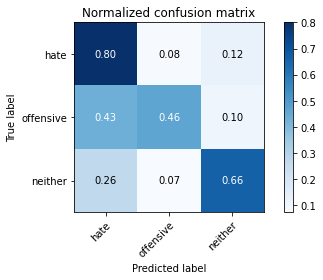 Normalized confusion matrix
True label
hate 0.80 0.08 0.12
offensive 0.43 0.46 0.10
neither 0.26 0.07 0.66
hate offensive neither
Predicted label
0.8
0.7
0.6
0.5
0.4
0.3
0.2
0.1